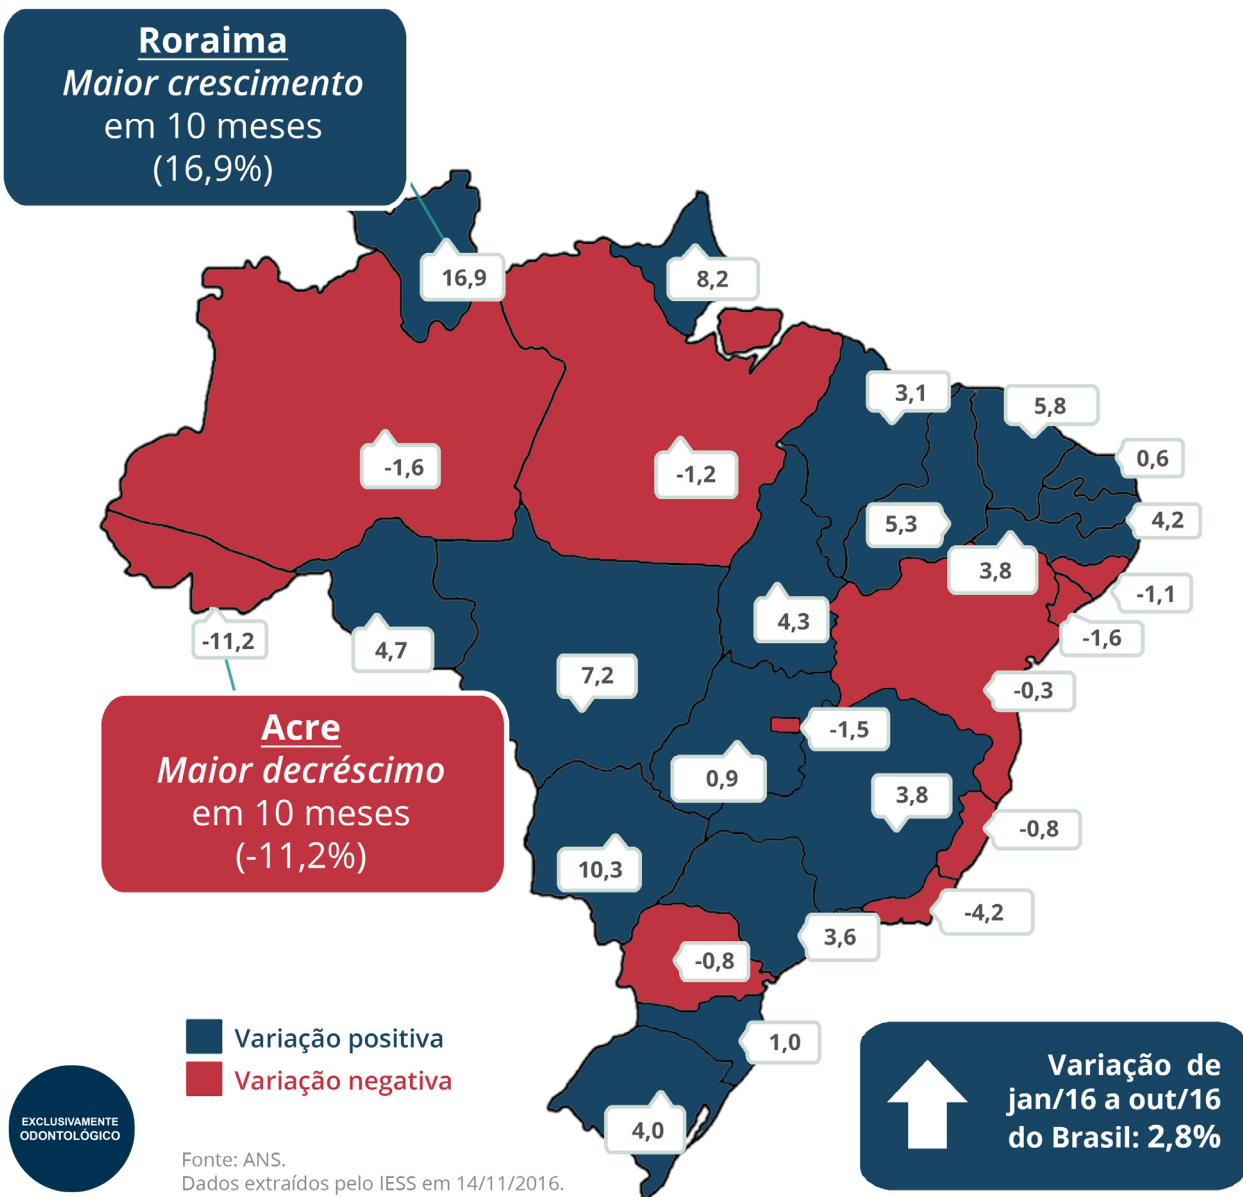 Roraima
Maior crescimento
em 10 meses
(16,9%)
16,9
8,2
3,1
5,8
0,6
-1,6
-1,2
5,3
4,2
3,8
-1,1
4,3
-11,2
4,7
-1,6
7,2
-0,3
-1,5
Acre
Maior decréscimo
em 10 meses
(-11,2%)
0,9
3,8
-0,8
10,3
-4,2
3,6
-0,8
Variação positiva
Variação negativa
1,0
4,0
Variação de
jan/16 a out/16
do Brasil: 2,8%
EXCLUSIVAMENTE
ODONTOLÓGICO
Fonte: ANS.
Dados extraídos pelo IESS em 14/11/2016.